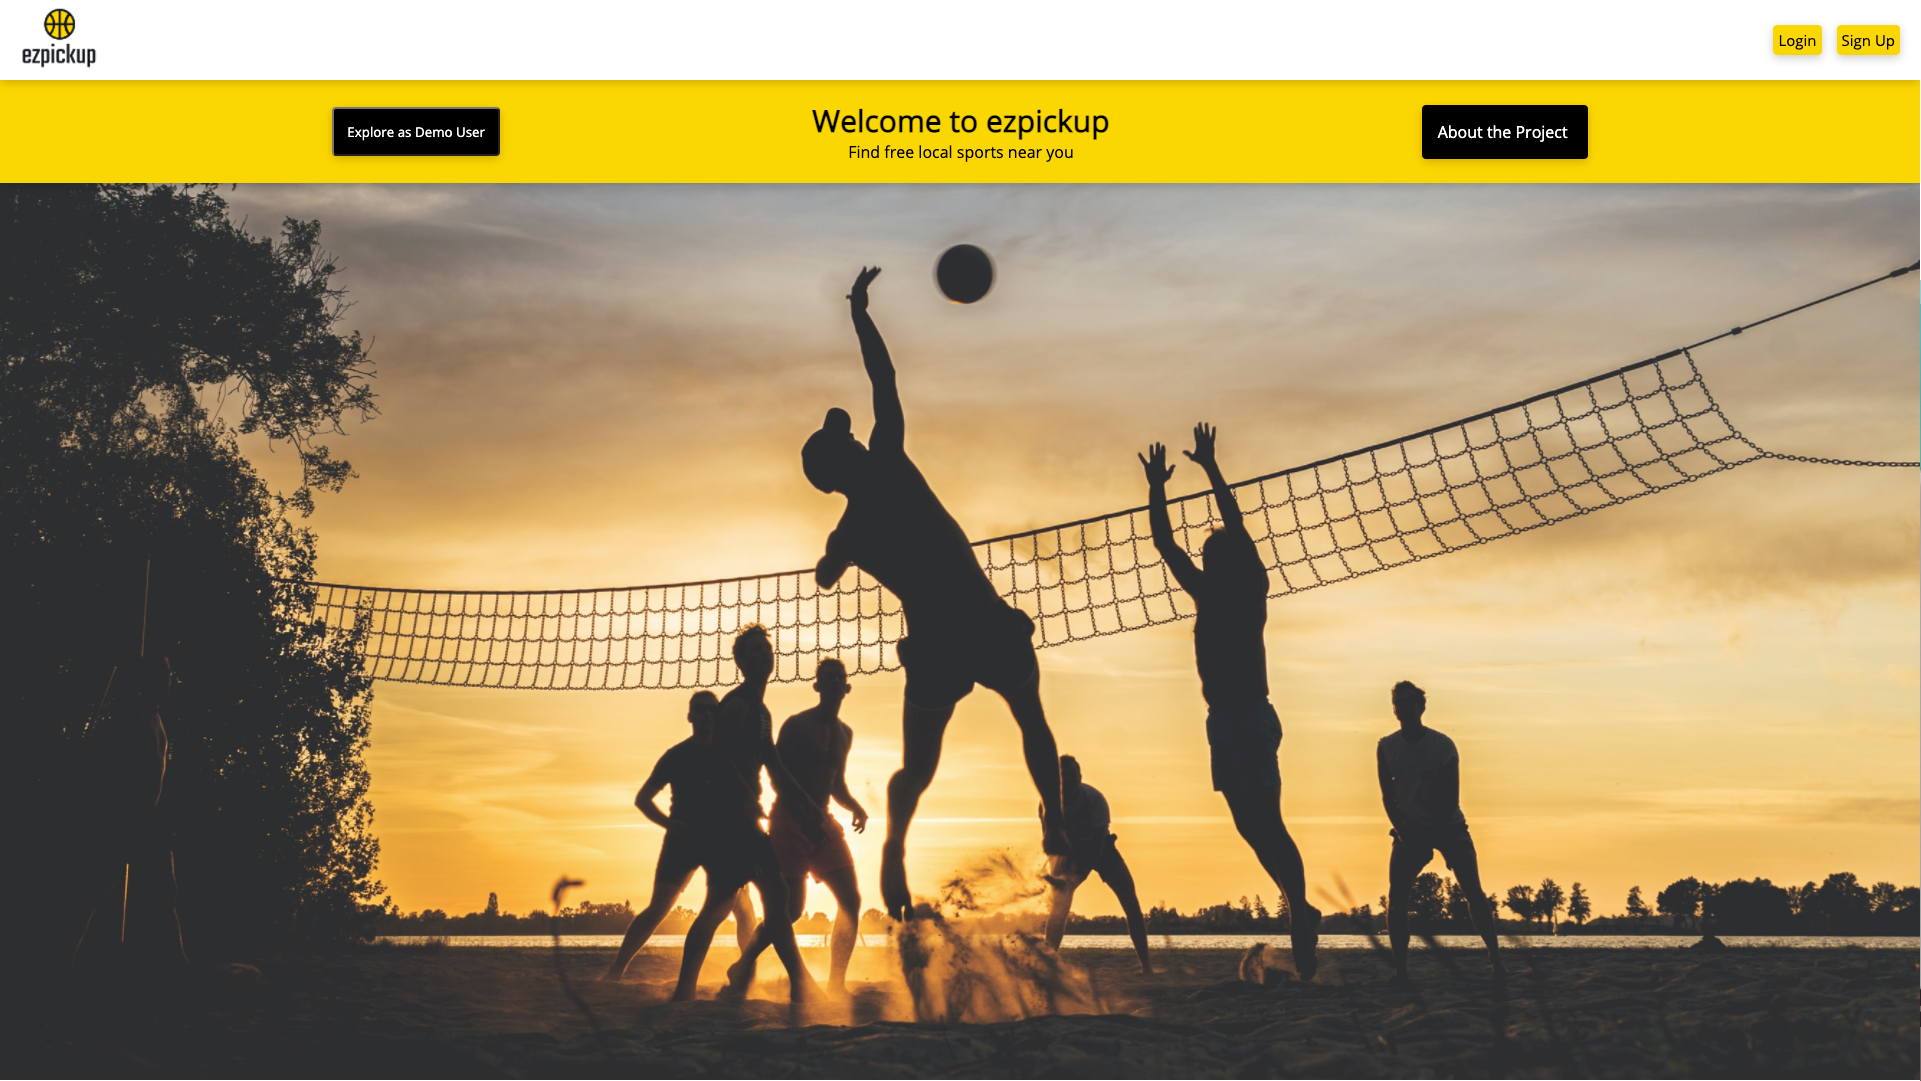 ezpickup
Login
Sign Up
Explore as Demo User
Welcome to ezpickup
Find free local sports near you
About the Project